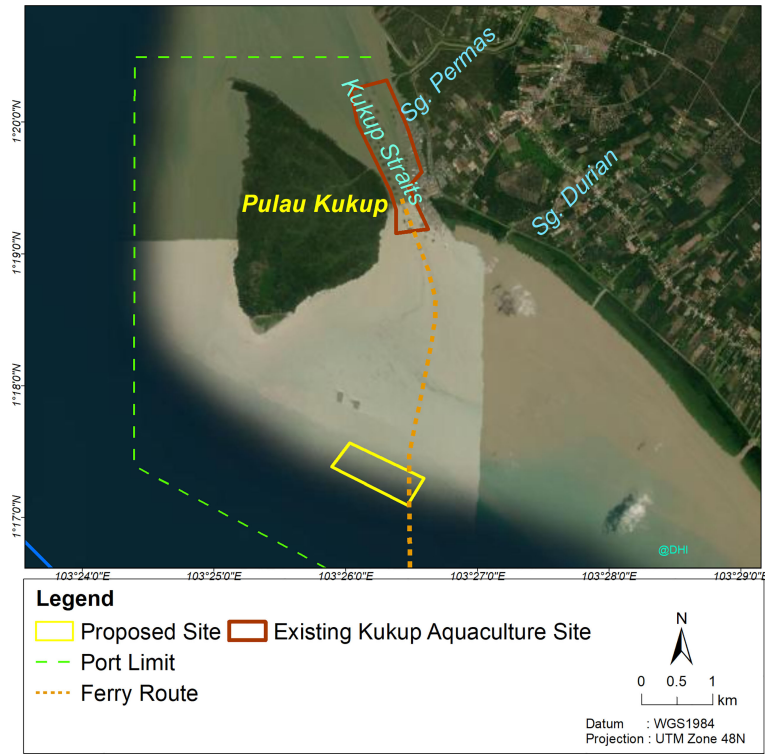 1°20'0"N
1°19'0"N
1°18'0"N
1°17'0"N
Sg. Permas
Kukup Straits
Pulau Kukup
Sg. Durian
@DHI
103°24'0"E
103°25'0"E
103°26'0"E
103°27'0"E
103°28'0"E
103°29'0"E
Legend
Proposed Site
Existing Kukup Aquaculture Site
Port Limit
Ferry Route
N
0 0.5 1
km
Datum : WGS1984
Projection : UTM Zone 48N